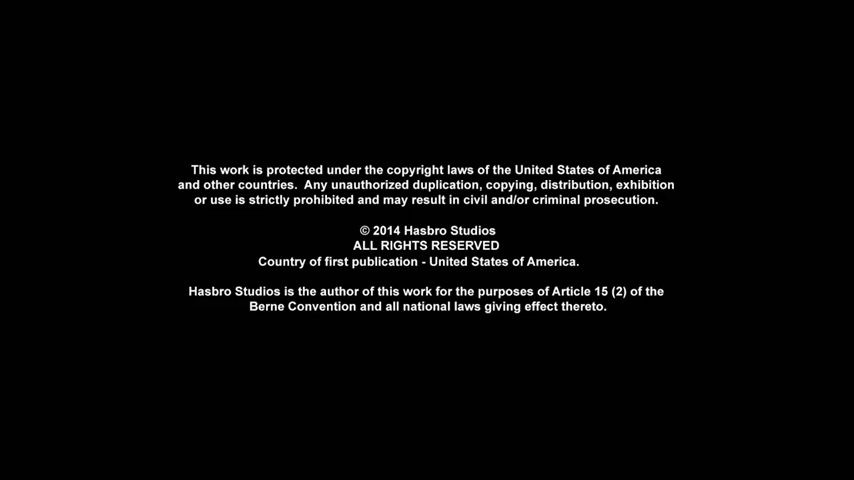 This work is protected under the copyright laws of the United States of America
and other countries.  Any unauthorized duplication, copying, distribution, exhibition
or use is strictly prohibited and may result in civil and/or criminal prosecution.
© 2014 Hasbro Studios
ALL RIGHTS RESERVED
Country of first publication - United States of America.
Hasbro Studios is the author of this work for the purposes of Article 15 (2) of the
Berne Convention and all national laws giving effect thereto.